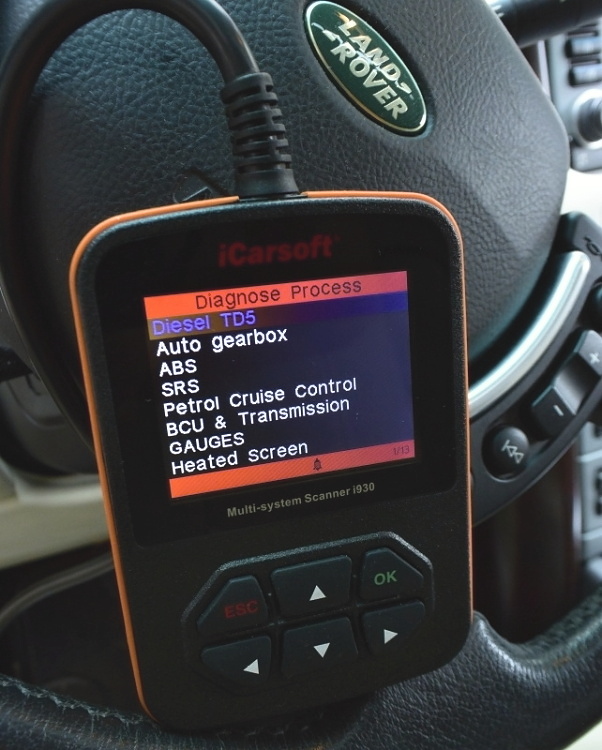 LAND-
ROVER
iCarsoft
Diagnose Process
Diesel TD5
Auto gearbox
ABS
SRS
Petrol Cruise Control
BCU & Transmission
GAUGES
Heated Screen
1/13
Multi-system Scanner i930
ESC
OK